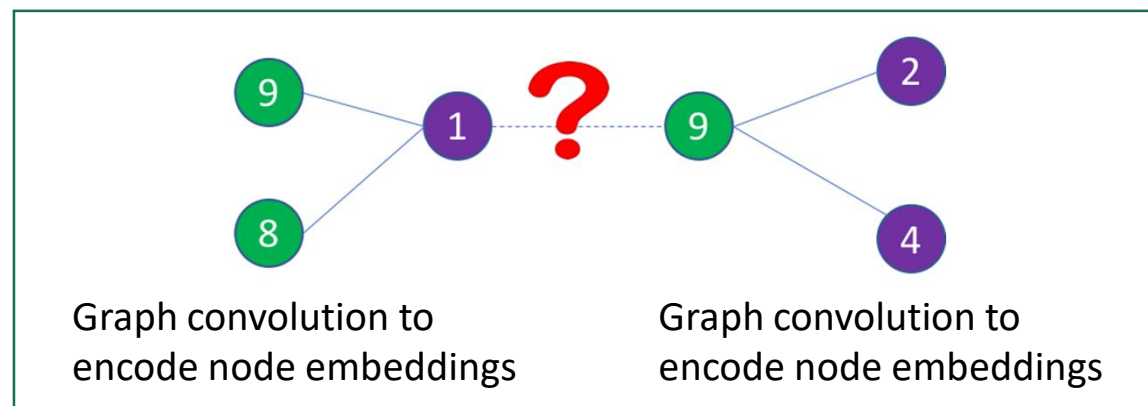 9
1
?
9
2
8
4
Graph convolution to
encode node embeddings
Graph convolution to
encode node embeddings